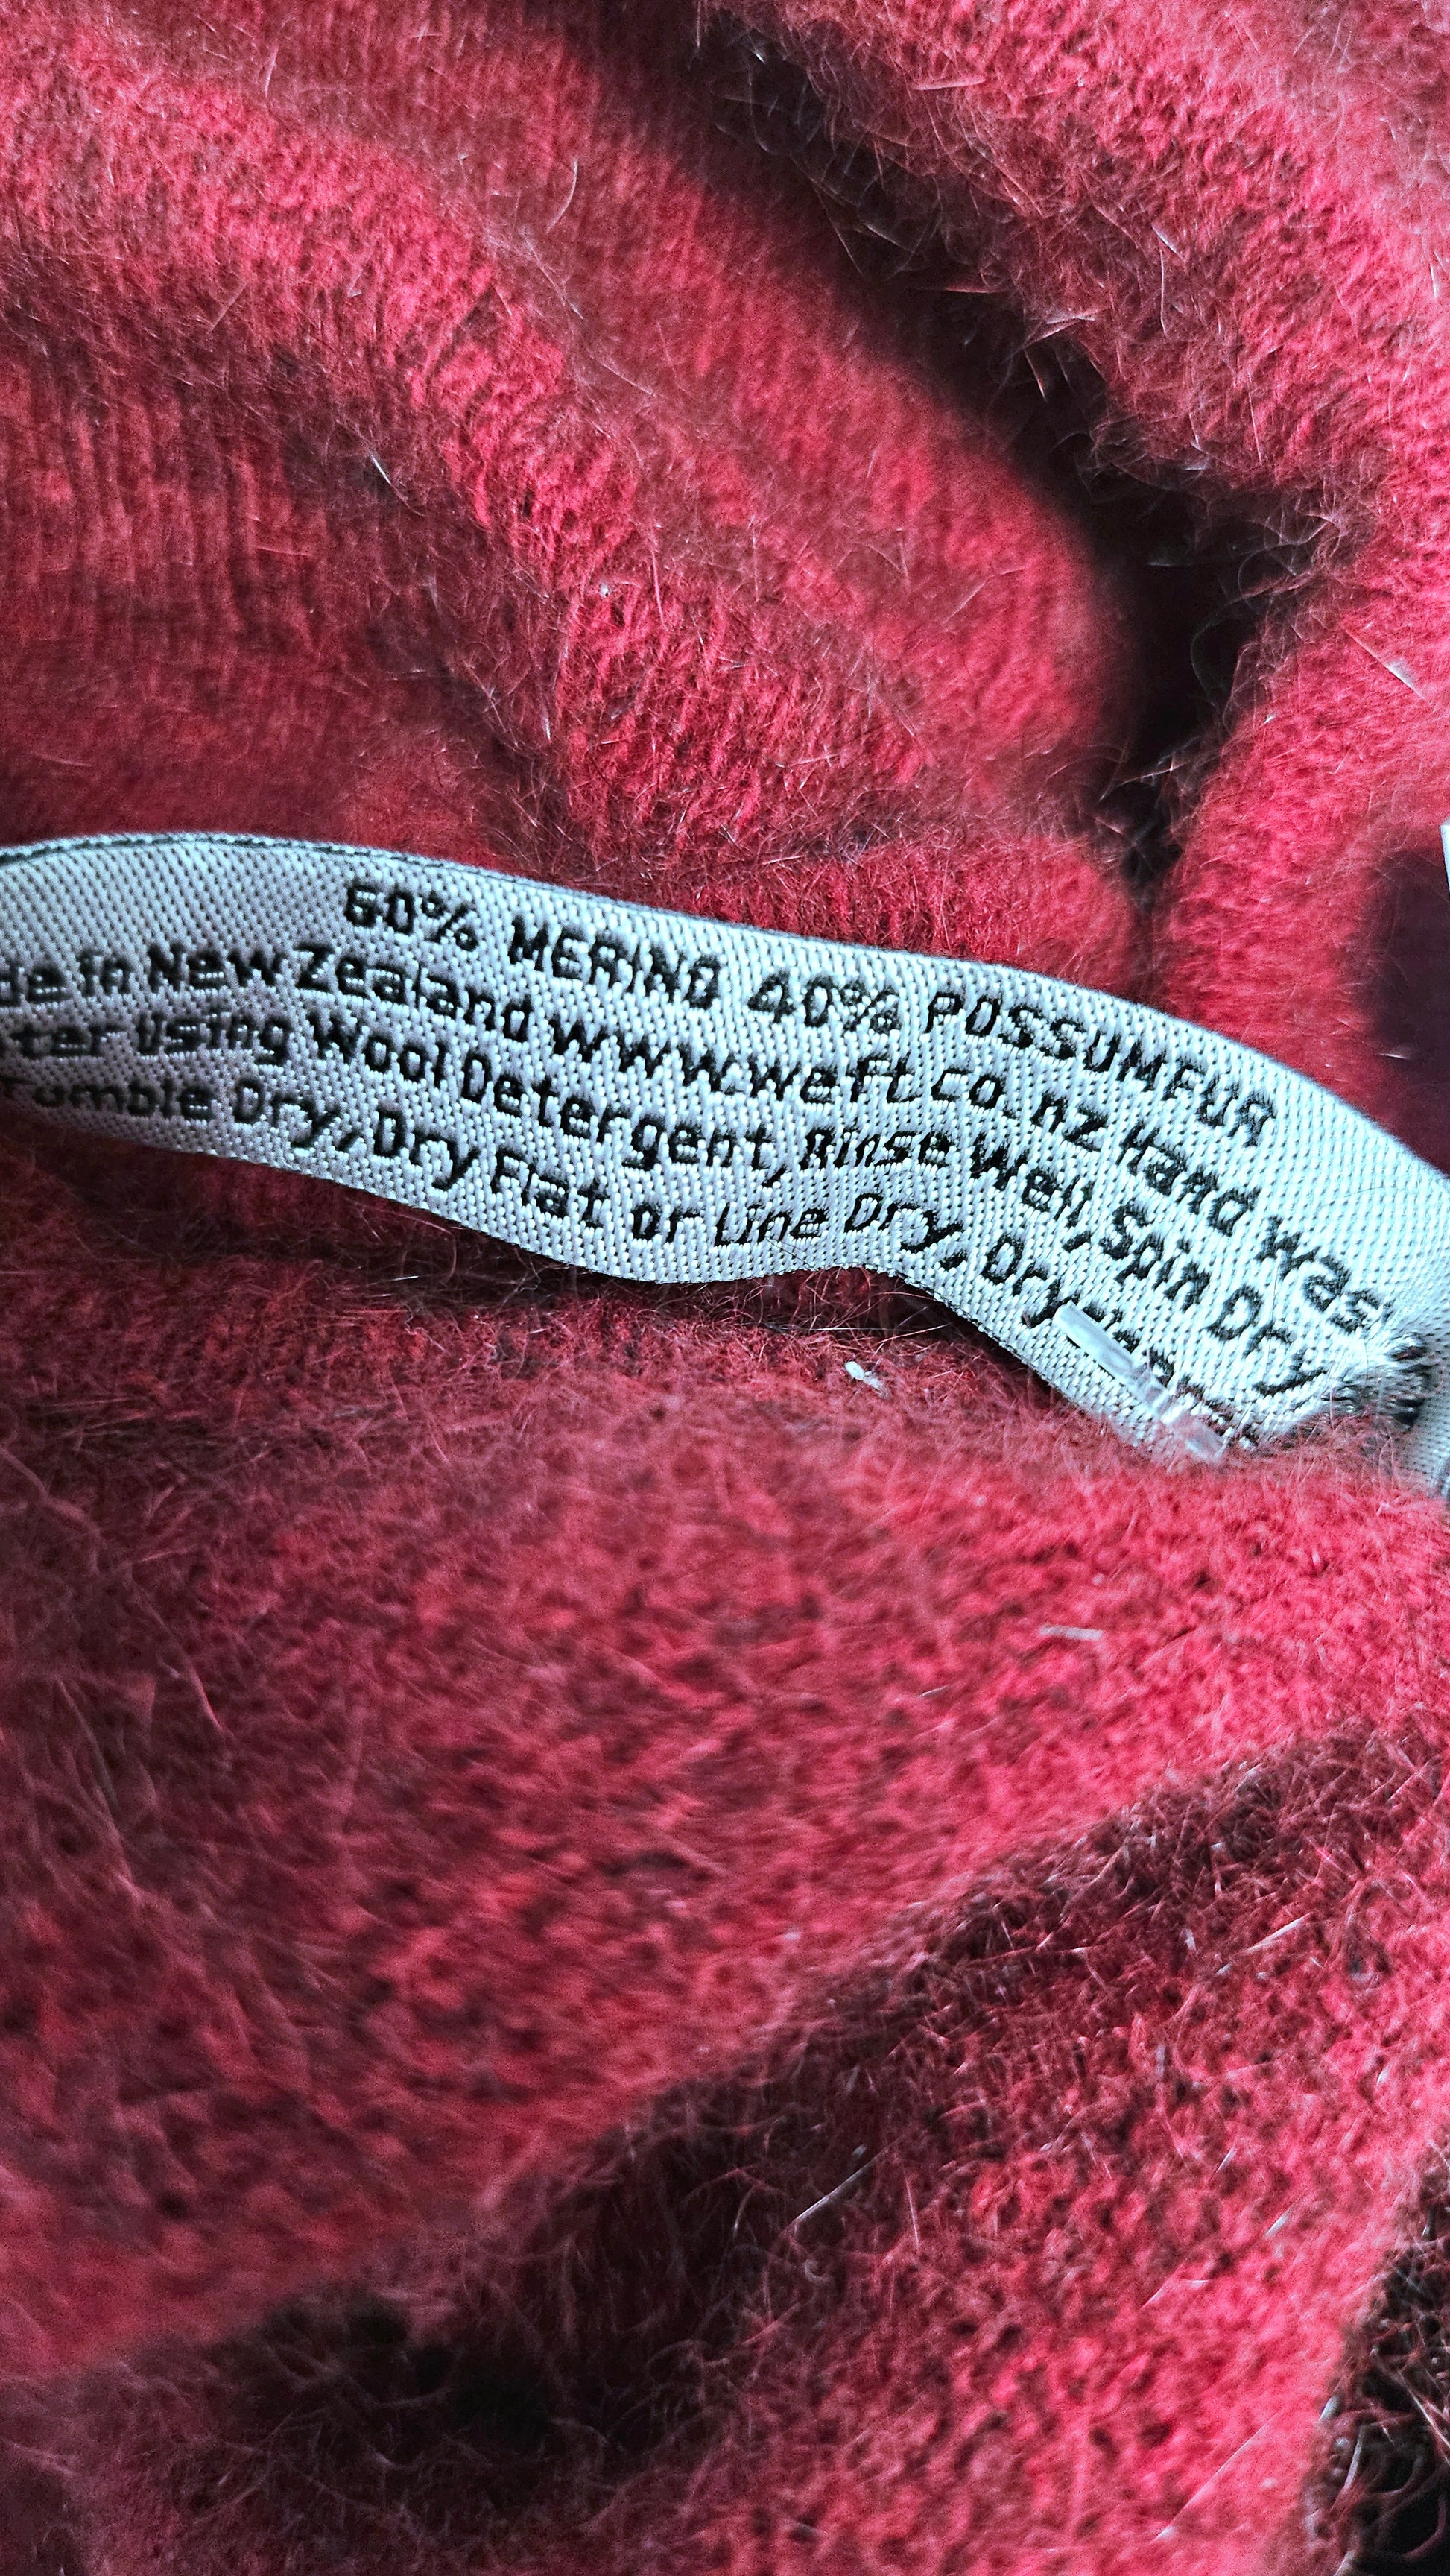 60% MERINO 40% POSSUMFUR
de in New Zealand www.weft.co.nz Hand Was
ter Using Wool Detergent, Rinse Well, Spin Dry
Tumble Dry, Dry Flat or Line Dry, Dry